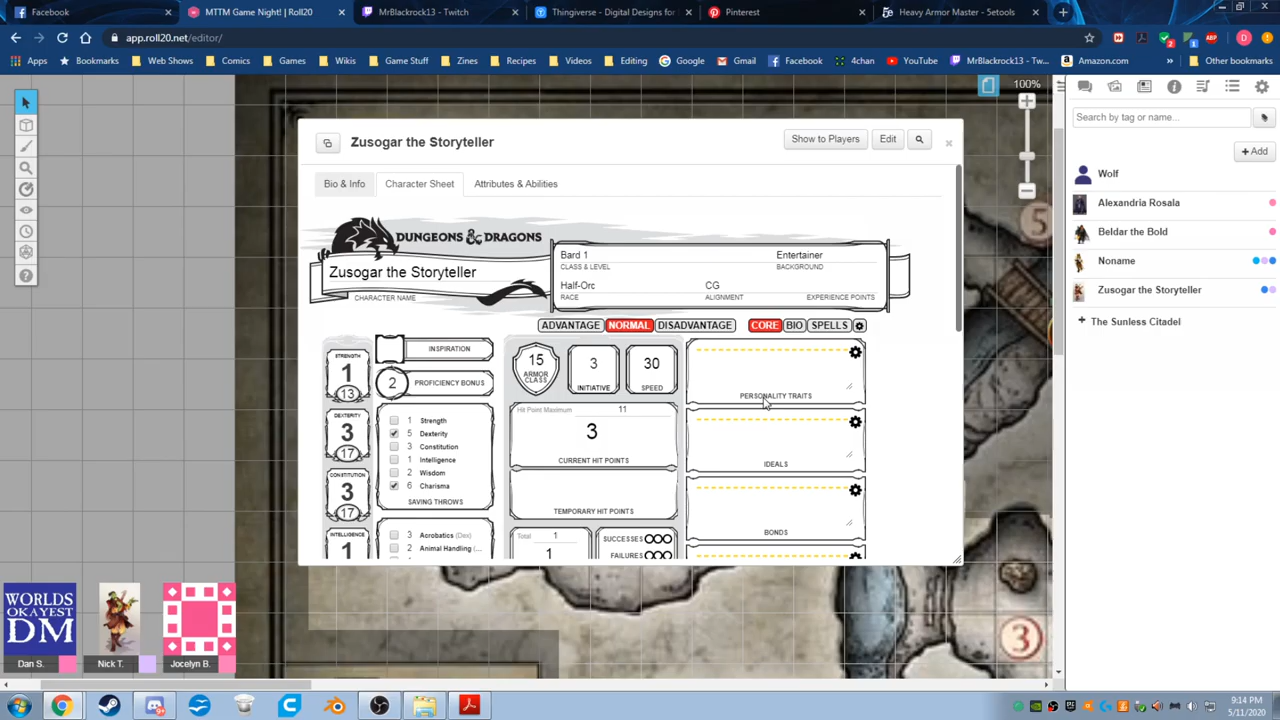 Facebook
MTTM Game Night! | Roll20
MrBlackrock13 - Twitch
Thingiverse - Digital Designs for
Pinterest
Heavy Armor Master - 5etools
app.roll20.net/editor/
Apps
Bookmarks
Web Shows
Comics
Game Stuff
Wikis
Zines
Recipes
Videos
Editing
Google
Gmail
Facebook
4chan
YouTube
MrBlackrock13 - Tw...
Amazon.com
»
Other bookmarks
100%
Search by tag or name...
+ Add
Wolf
Alexandria Rosala
Beldar the Bold
Noname
Zusogar the Storyteller
+ The Sunless Citadel
Zusogar the Storyteller
Show to Players
Edit
Bio & Info
Character Sheet
Attributes & Abilities
DUNGEONS & DRAGONS
Zusogar the Storyteller
CHARACTER NAME
Bard 1
Entertainer
CLASS & LEVEL
BACKGROUND
Half-Orc
CG
RACE
ALIGNMENT
EXPERIENCE POINTS
ADVANTAGE NORMAL DISADVANTAGE
CORE BIO SPELLS
STRENGTH
1
13
DEXTERITY
3
17
CONSTITUTION
3
17
INTELLIGENCE
1
INSPIRATION
2 PROFICIENCY BONUS
1 Strength
5 Dexterity
3 Constitution
1 Intelligence
2 Wisdom
6 Charisma
SAVING THROWS
3 Acrobatics (Dex)
2 Animal Handling (...
15
ARMOR CLASS
3
INITIATIVE
30
SPEED
Hit Point Maximum 11
3
CURRENT HIT POINTS
TEMPORARY HIT POINTS
Total 1
1
SUCCESSES
FAILURES
PERSONALITY TRAITS
IDEALS
BONDS
5
3
WORLDS
OKAYEST
DM
Dan S.
Nick T.
Jocelyn B.
9:14 PM
5/11/2020